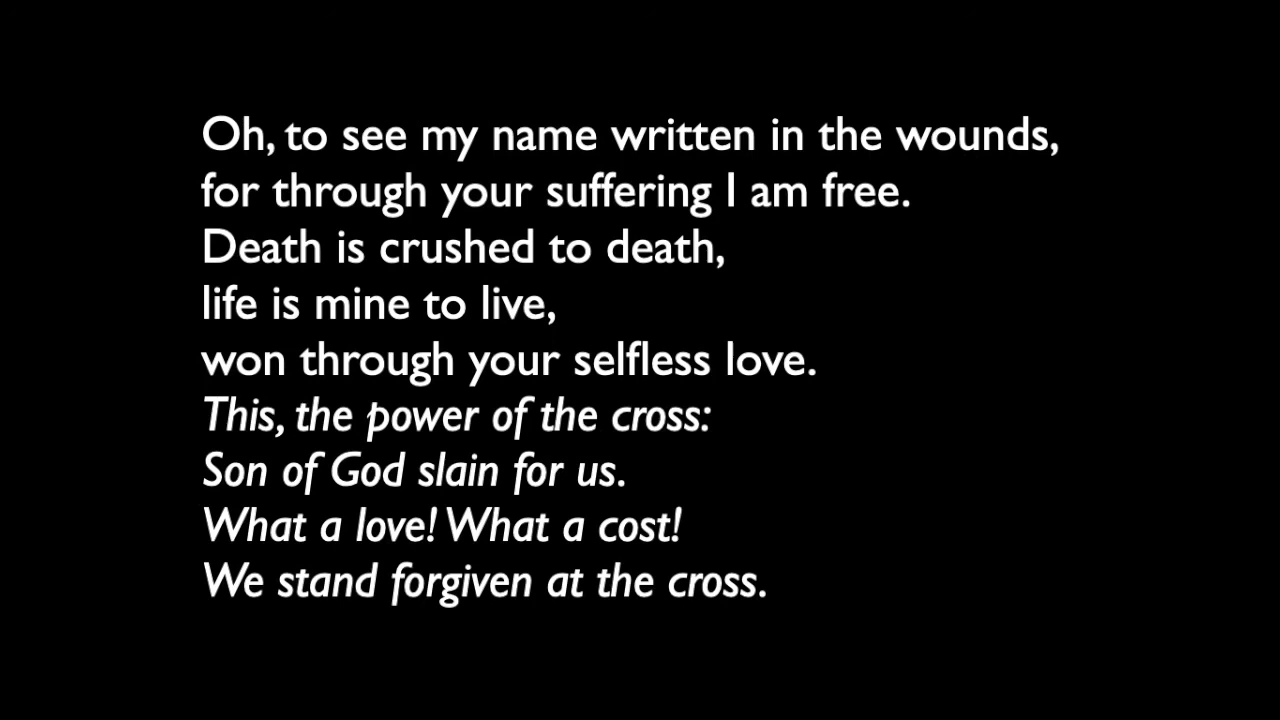 Oh, to see my name written in the wounds,
for through your suffering I am free.
Death is crushed to death,
life is mine to live,
won through your selfless love.
This, the power of the cross:
Son of God slain for us.
What a love! What a cost!
We stand forgiven at the cross.